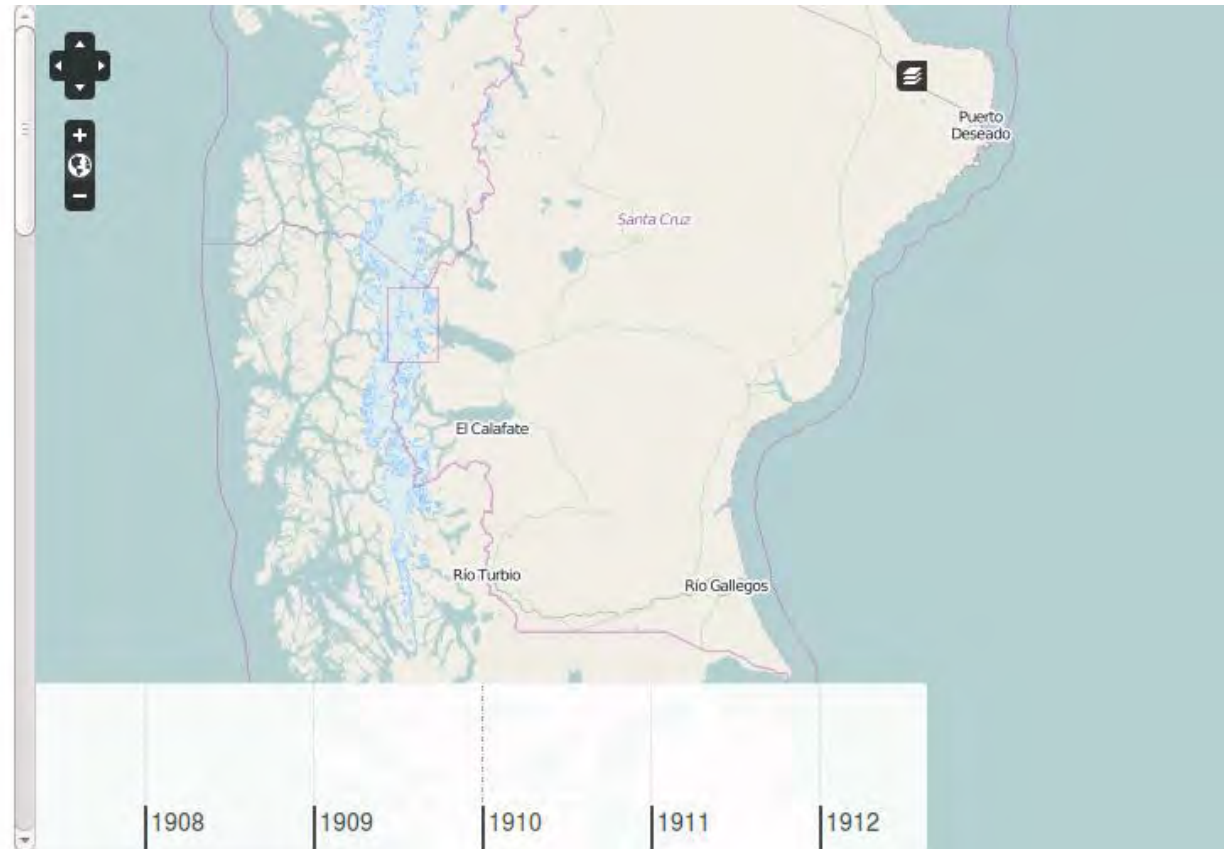 +
−
Puerto
Deseado
Santa Cruz
El Calafate
Río Turbio
Río Gallegos
1908
1909
1910
1911
1912